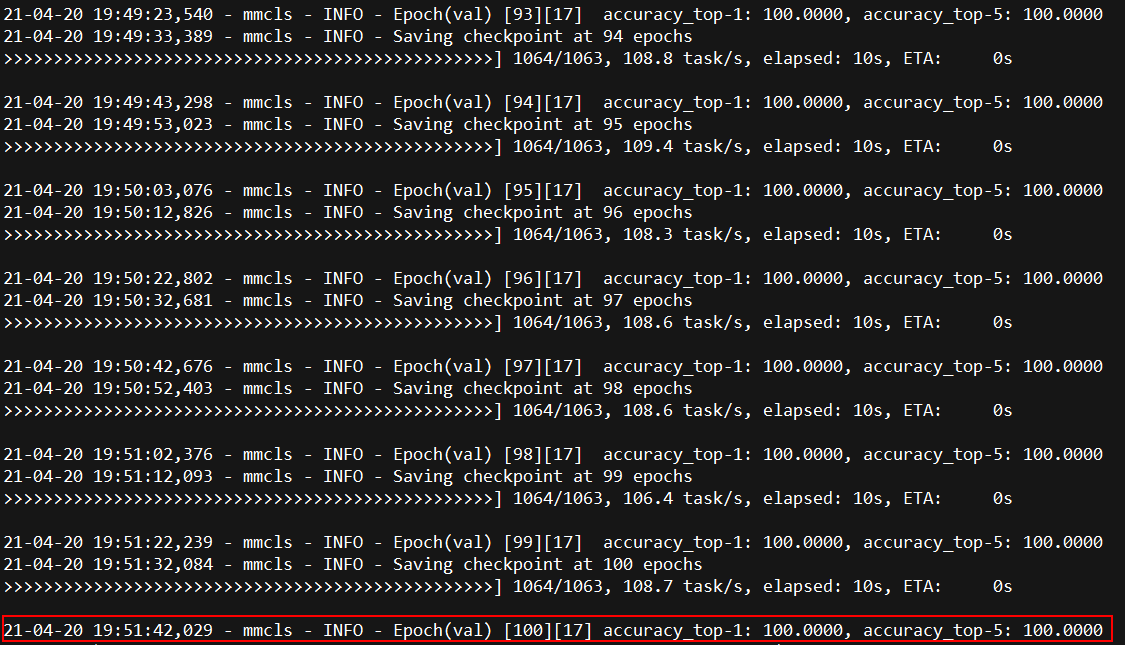 21-04-20 19:49:23,540 - mmcls - INFO - Epoch(val) [93][17]  accuracy_top-1: 100.0000, accuracy_top-5: 100.0000
21-04-20 19:49:33,389 - mmcls - INFO - Saving checkpoint at 94 epochs
>>>>>>>>>>>>>>>>>>>>>>>>>>>>>>>>>>>>>>>>>>>>>>>>>] 1064/1063, 108.8 task/s, elapsed: 10s, ETA:     0s
21-04-20 19:49:43,298 - mmcls - INFO - Epoch(val) [94][17]  accuracy_top-1: 100.0000, accuracy_top-5: 100.0000
21-04-20 19:49:53,023 - mmcls - INFO - Saving checkpoint at 95 epochs
>>>>>>>>>>>>>>>>>>>>>>>>>>>>>>>>>>>>>>>>>>>>>>>>>] 1064/1063, 109.4 task/s, elapsed: 10s, ETA:     0s
21-04-20 19:50:03,076 - mmcls - INFO - Epoch(val) [95][17]  accuracy_top-1: 100.0000, accuracy_top-5: 100.0000
21-04-20 19:50:12,826 - mmcls - INFO - Saving checkpoint at 96 epochs
>>>>>>>>>>>>>>>>>>>>>>>>>>>>>>>>>>>>>>>>>>>>>>>>>] 1064/1063, 108.3 task/s, elapsed: 10s, ETA:     0s
21-04-20 19:50:22,802 - mmcls - INFO - Epoch(val) [96][17]  accuracy_top-1: 100.0000, accuracy_top-5: 100.0000
21-04-20 19:50:32,681 - mmcls - INFO - Saving checkpoint at 97 epochs
>>>>>>>>>>>>>>>>>>>>>>>>>>>>>>>>>>>>>>>>>>>>>>>>>] 1064/1063, 108.6 task/s, elapsed: 10s, ETA:     0s
21-04-20 19:50:42,676 - mmcls - INFO - Epoch(val) [97][17]  accuracy_top-1: 100.0000, accuracy_top-5: 100.0000
21-04-20 19:50:52,403 - mmcls - INFO - Saving checkpoint at 98 epochs
>>>>>>>>>>>>>>>>>>>>>>>>>>>>>>>>>>>>>>>>>>>>>>>>>] 1064/1063, 108.6 task/s, elapsed: 10s, ETA:     0s
21-04-20 19:51:02,376 - mmcls - INFO - Epoch(val) [98][17]  accuracy_top-1: 100.0000, accuracy_top-5: 100.0000
21-04-20 19:51:12,093 - mmcls - INFO - Saving checkpoint at 99 epochs
>>>>>>>>>>>>>>>>>>>>>>>>>>>>>>>>>>>>>>>>>>>>>>>>>] 1064/1063, 106.4 task/s, elapsed: 10s, ETA:     0s
21-04-20 19:51:22,239 - mmcls - INFO - Epoch(val) [99][17]  accuracy_top-1: 100.0000, accuracy_top-5: 100.0000
21-04-20 19:51:32,084 - mmcls - INFO - Saving checkpoint at 100 epochs
>>>>>>>>>>>>>>>>>>>>>>>>>>>>>>>>>>>>>>>>>>>>>>>>>] 1064/1063, 108.7 task/s, elapsed: 10s, ETA:     0s
21-04-20 19:51:42,029 - mmcls - INFO - Epoch(val) [100][17] accuracy_top-1: 100.0000, accuracy_top-5: 100.0000